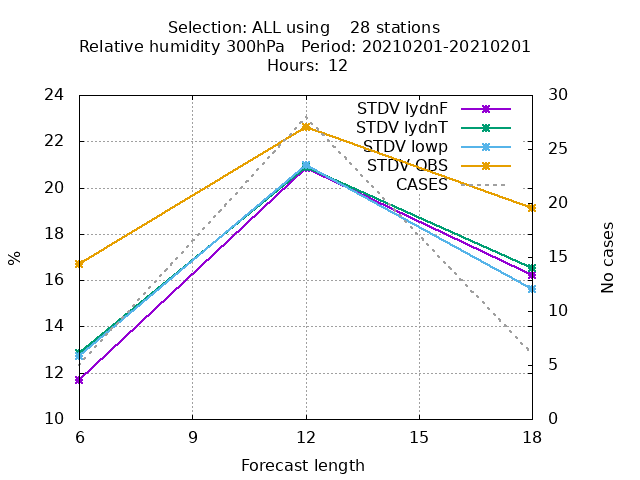 Selection: ALL using    28 stations
Relative humidity 300hPa   Period: 20210201-20210201
Hours: 12
STDV lydnF
STDV lydnT
STDV lowp
STDV OBS
CASES
24
22
20
18
16
14
12
10
30
25
20
15
10
5
0
%
No cases
6 9 12 15 18
Forecast length